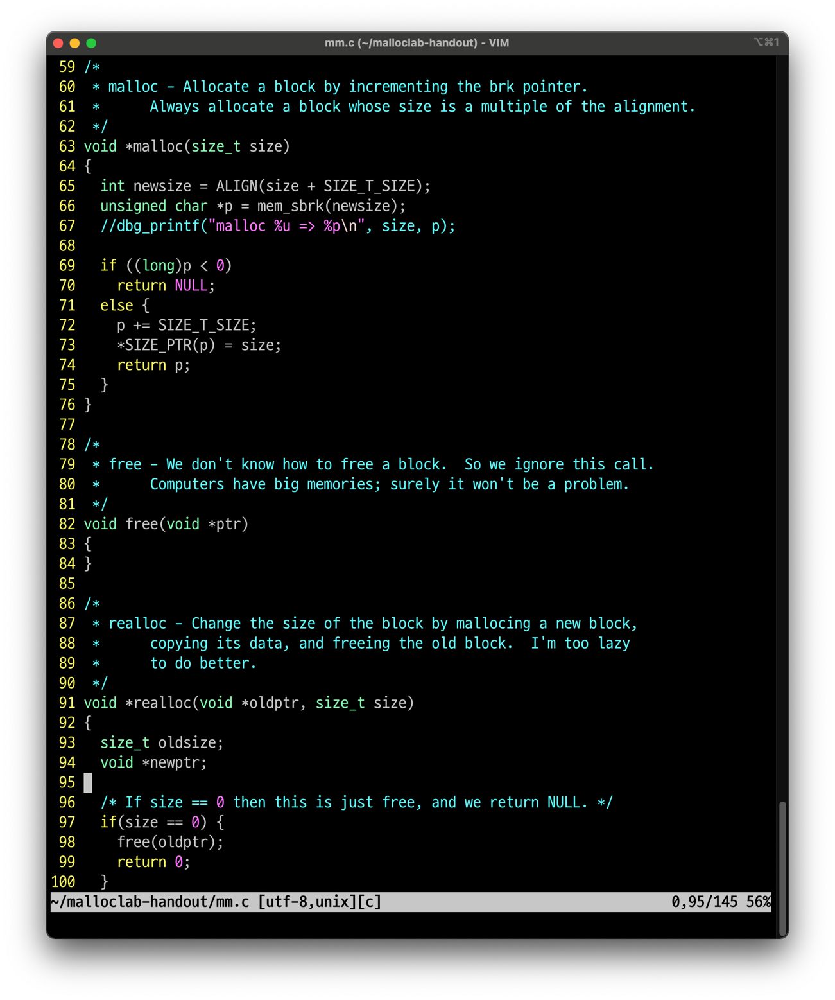 mm.c (~/malloclab-handout) - VIM
⌥⌘1
59 /*
60  * malloc - Allocate a block by incrementing the brk pointer.
61  *      Always allocate a block whose size is a multiple of the alignment.
62  */
63 void *malloc(size_t size)
64 {
65   int newsize = ALIGN(size + SIZE_T_SIZE);
66   unsigned char *p = mem_sbrk(newsize);
67   //dbg_printf("malloc %u => %p\n", size, p);
68
69   if ((long)p < 0)
70     return NULL;
71   else {
72     p += SIZE_T_SIZE;
73     *SIZE_PTR(p) = size;
74     return p;
75   }
76 }
77
78 /*
79  * free - We don't know how to free a block.  So we ignore this call.
80  *      Computers have big memories; surely it won't be a problem.
81  */
82 void free(void *ptr)
83 {
84 }
85
86 /*
87  * realloc - Change the size of the block by mallocing a new block,
88  *      copying its data, and freeing the old block.  I'm too lazy
89  *      to do better.
90  */
91 void *realloc(void *oldptr, size_t size)
92 {
93   size_t oldsize;
94   void *newptr;
95
96   /* If size == 0 then this is just free, and we return NULL. */
97   if(size == 0) {
98     free(oldptr);
99     return 0;
100   }
~/malloclab-handout/mm.c [utf-8,unix][c] 0,95/145 56%